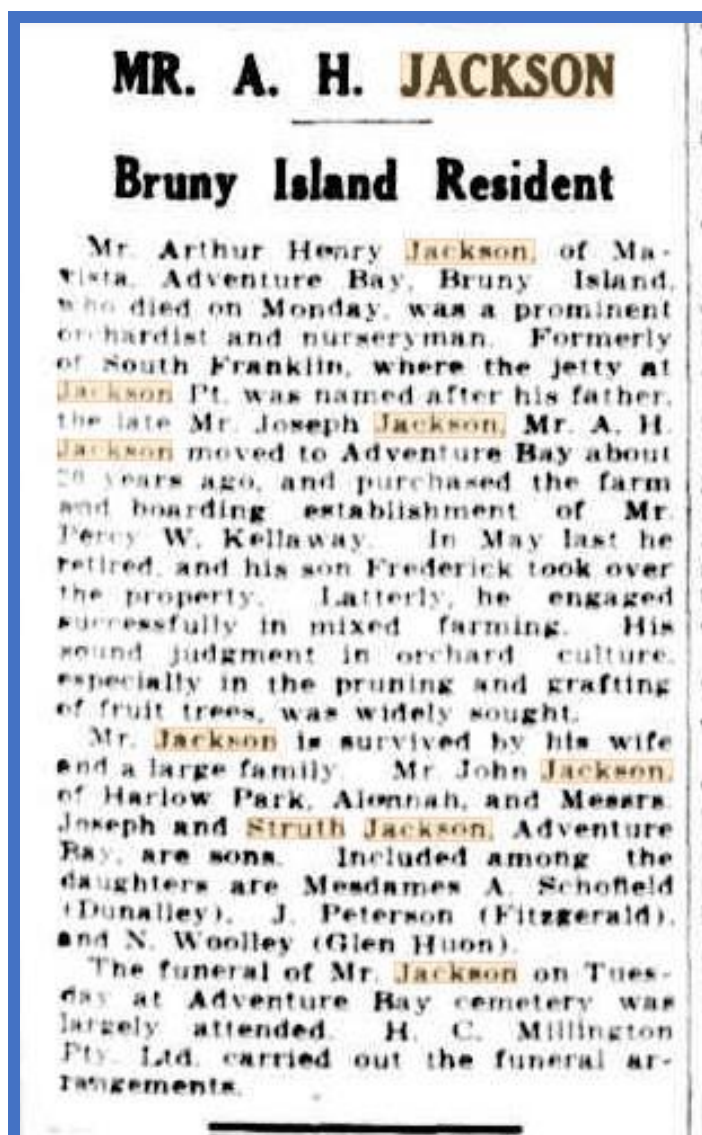 MR. A. H. JACKSON
Bruny Island Resident
Mr. Arthur Henry Jackson, of Ma-
vista, Adventure Bay, Bruny Island,
who died on Monday, was a prominent
orchardist and nurseryman. Formerly
of South Franklin, where the jetty at
Jackson Pt. was named after his father,
the late Mr. Joseph Jackson, Mr. A. H.
Jackson moved to Adventure Bay about
20 years ago, and purchased the farm
and boarding establishment of Mr.
Percy W. Kellaway. In May last he
retired, and his son Frederick took over
the property. Latterly, he engaged
successfully in mixed farming. His
sound judgment in orchard culture,
especially in the pruning and grafting
of fruit trees, was widely sought.
Mr. Jackson is survived by his wife
and a large family. Mr. John Jackson,
of Harlow Park, Alonnah, and Messrs.
Joseph and Struth Jackson, Adventure
Bay, are sons. Included among the
daughters are Mesdames A. Schofield
(Dunalley), J. Peterson (Fitzgerald),
and N. Woolley (Glen Huon).
The funeral of Mr. Jackson on Tues-
day at Adventure Bay cemetery was
largely attended. H. C. Millington
Pty. Ltd. carried out the funeral ar-
rangements.